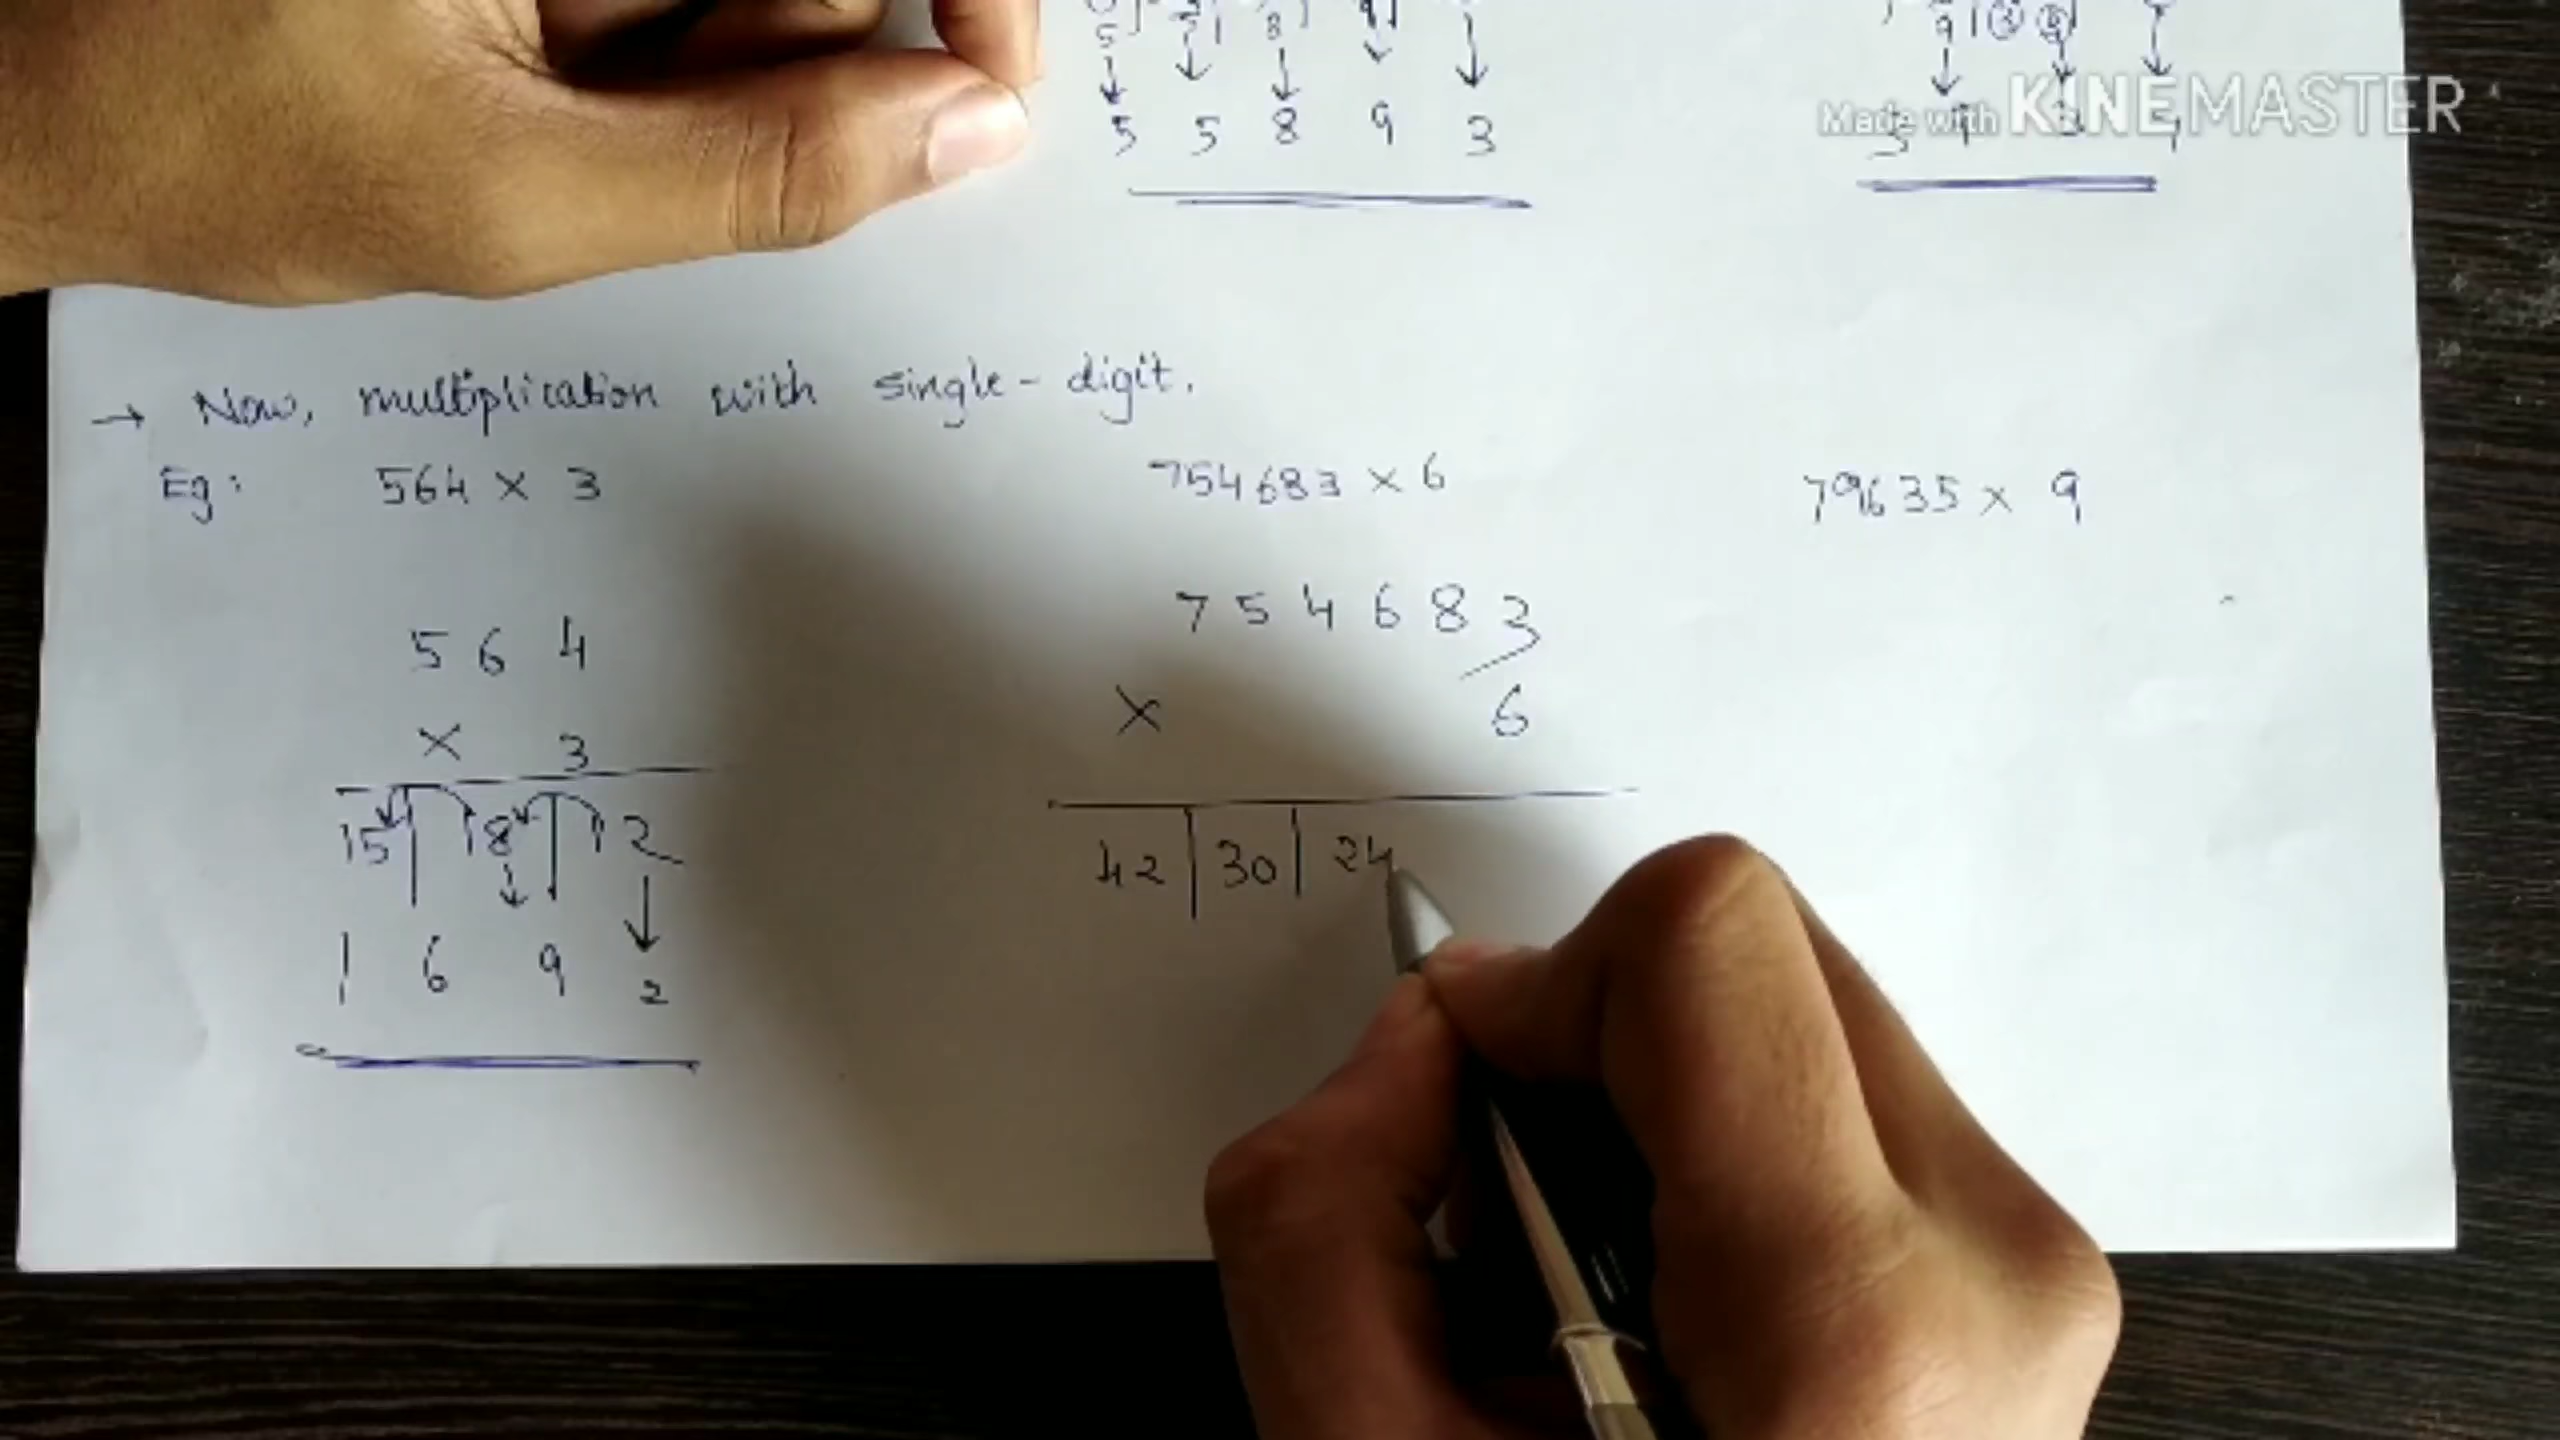 5 5 8 9 3
Made with KINEMASTER
→ Now, multiplication with single-digit.
Eg: 564 × 3
754683 × 6
79635 × 9
5 6 4
× 3
15 | 18 | 12
1 6 9 2
7 5 4 6 8 3
× 6
42 | 30 | 24